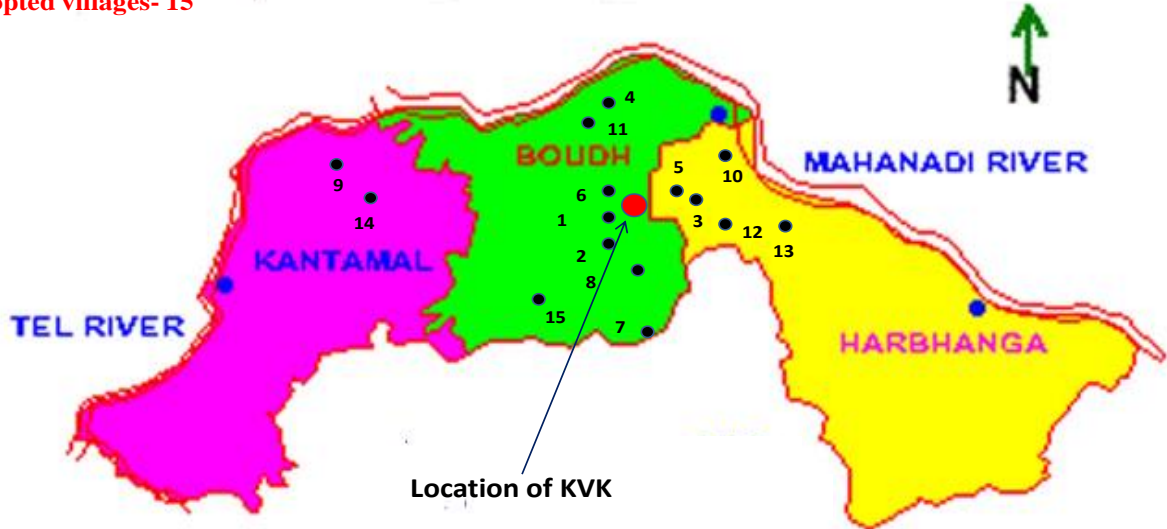 villages- 15
N
4
11
BOUDH
MAHANADI RIVER
5
10
9
6
14
3
1
12
13
2
KANTAMAL
8
15
TEL RIVER
7
HARBHANGA
Location of KVK